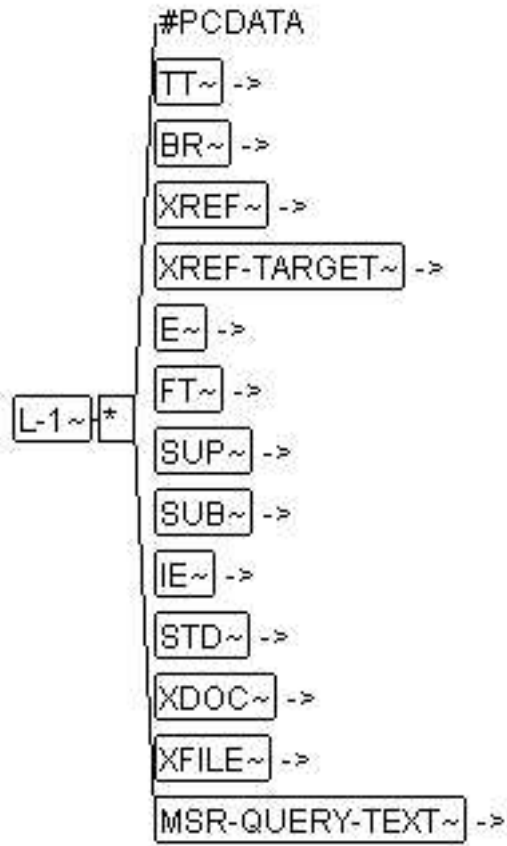 #PCDATA
TT~ ->
BR~ ->
XREF~ ->
XREF-TARGET~ ->
E~ ->
FT~ ->
L-1~ *
SUP~ ->
SUB~ ->
IE~ ->
STD~ ->
XDOC~ ->
XFILE~ ->
MSR-QUERY-TEXT~ ->